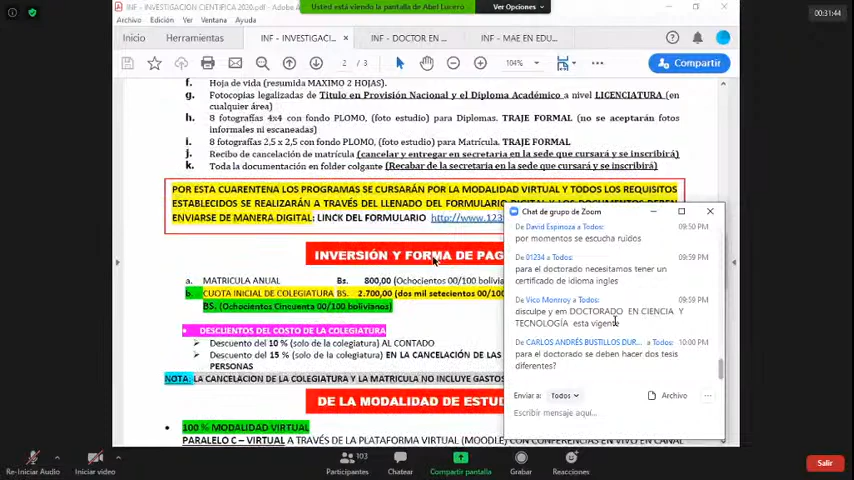 INF - INVESTIGACION CIENTIFICA 2020.pdf - Adobe A
Usted está viendo la pantalla de Abel Lucero
Ver Opciones
00:31:44
Archivo Edición Ver Ventana Ayuda
Inicio Herramientas INF - INVESTIGACI... × INF - DOCTOR EN ... INF - MAE EN EDU...
2 / 3 104% Compartir
f. Hoja de vida (resumida MAXIMO 2 HOJAS).
g. Fotocopias legalizadas de Título en Provisión Nacional y el Diploma Académico a nivel LICENCIATURA (en
cualquier área)
h. 8 fotografías 4x4 con fondo PLOMO, (foto estudio) para Diplomas. TRAJE FORMAL (no se aceptarán fotos
informales ni escaneadas)
i. 8 fotografías 2,5 x 2,5 con fondo PLOMO, (foto estudio) para Matrícula. TRAJE FORMAL
j. Recibo de cancelación de matrícula (cancelar y entregar en secretaria en la sede que cursará y se inscribirá)
k. Toda la documentación en folder colgante (Recabar de la secretaria en la sede que cursará y se inscribirá)
POR ESTA CUARENTENA LOS PROGRAMAS SE CURSARÁN POR LA MODALIDAD VIRTUAL Y TODOS LOS REQUISITOS
ESTABLECIDOS SE REALIZARÁN A TRAVÉS DEL LLENADO DEL FORMULARIO DIGITAL Y LOS DOCUMENTOS DEBEN
ENVIARSE DE MANERA DIGITAL: LINCK DEL FORMULARIO http://www.123
INVERSIÓN Y FORMA DE PAG
a. MATRICULA ANUAL Bs. 800,00 (Ochocientos 00/100 bolivia
b. CUOTA INICIAL DE COLEGIATURA BS. 2.700,00 (dos mil setecientos 00/100
BS. (Ochocientos Cincuenta 00/100 bolivianos)
DESCUENTOS DEL COSTO DE LA COLEGIATURA
Descuento del 10 % (solo de la colegiatura) AL CONTADO
Descuento del 15 % (solo de la colegiatura) EN LA CANCELACIÓN DE LAS
PERSONAS
NOTA: LA CANCELACION DE LA COLEGIATURA Y LA MATRICULA NO INCLUYE GASTOS
DE LA MODALIDAD DE ESTUD
100 % MODALIDAD VIRTUAL
PARALELO C – VIRTUAL A TRAVÉS DE LA PLATAFORMA VIRTUAL (MOODLE) CON CONFERENCIAS EN VIVO EN CANAL
Chat de grupo de Zoom
De David Espinoza a Todos: 09:50 PM
por momentos se escucha ruidos
De 01234 a Todos: 09:59 PM
para el doctorado necesitamos tener un
certificado de idioma ingles
De Vico Monrroy a Todos: 09:59 PM
disculpe y em DOCTORADO EN CIENCIA Y
TECNOLOGÍA esta vigente
De CARLOS ANDRÉS BUSTILLOS DUR... a Todos: 10:00 PM
para el doctorado se deben hacer dos tesis
diferentes?
Enviar a: Todos Archivo ...
Escribir mensaje aquí...
Re-Iniciar Audio Iniciar video Participantes 103 Chatear Compartir pantalla Grabar Reacciones Salir